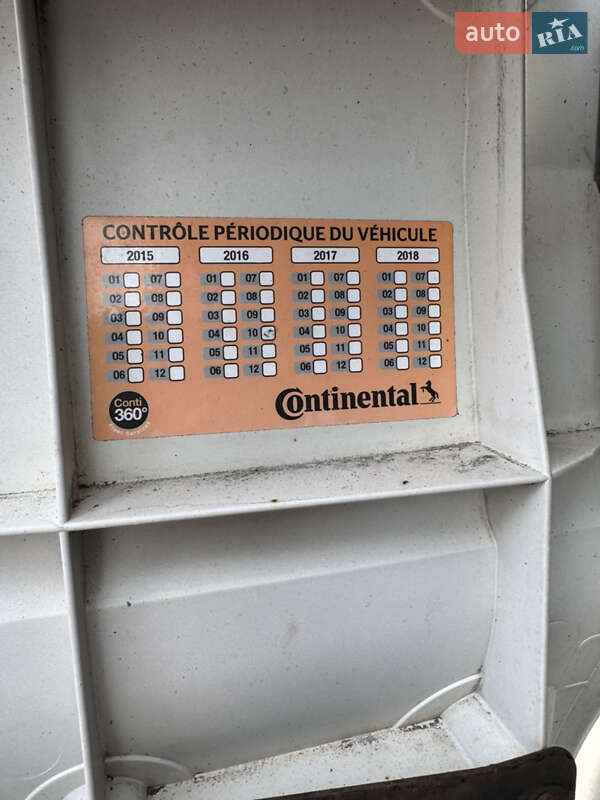 auto RIA .com
CONTRÔLE PÉRIODIQUE DU VÉHICULE
2015 2016 2017 2018
01 07 01 07 01 07 01 07
02 08 02 08 02 08 02 08
03 09 03 09 03 09 03 09
04 10 04 10 04 10 04 10
05 11 05 11 05 11 05 11
06 12 06 12 06 12 06 12
Conti
360°
Fleet Services
Continental